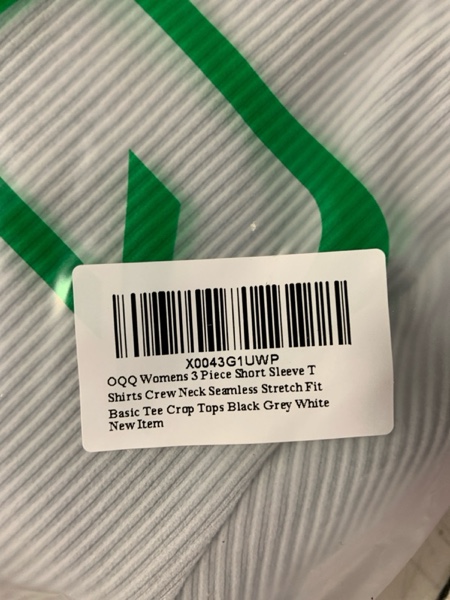 X0043G1UWP
OQQ Womens 3 Piece Short Sleeve T
Shirts Crew Neck Seamless Stretch Fit
Basic Tee Crop Tops Black Grey White
New Item